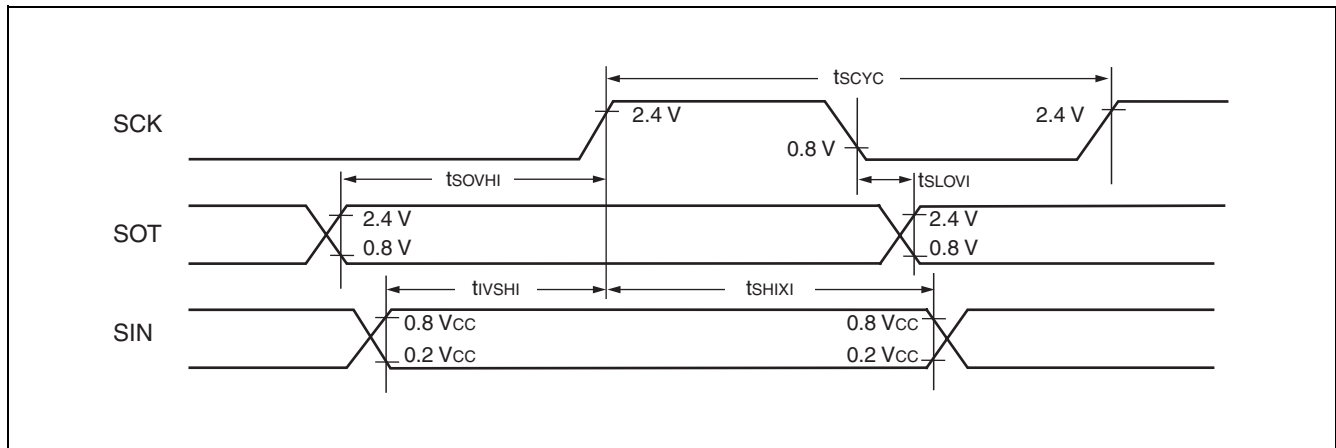 tSCYC
SCK
2.4 V
0.8 V
2.4 V
tSOVHI
tSLOVI
SOT
2.4 V
0.8 V
2.4 V
0.8 V
tIVSHI
tSHIXI
SIN
0.8 VCC
0.2 VCC
0.8 VCC
0.2 VCC